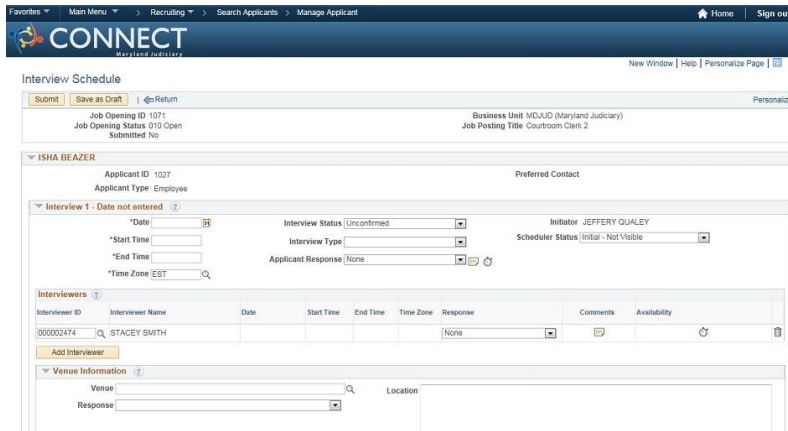 Favorites Main Menu > Recruiting > Search Applicants > Manage Applicant Home Sign ou
CONNECT
Maryland Judiciary
New Window | Help | Personalize Page |
Interview Schedule
Submit Save as Draft | Return Personaliz
Job Opening ID 1071 Business Unit MDJUD (Maryland Judiciary)
Job Opening Status 010 Open Job Posting Title Courtroom Clerk 2
Submitted No
ISHA BEAZER
Applicant ID 1027 Preferred Contact
Applicant Type Employee
Interview 1 - Date not entered ?
*Date Interview Status Unconfirmed Initiator JEFFERY QUALEY
*Start Time Interview Type Scheduler Status Initial - Not Visible
*End Time Applicant Response None
*Time Zone EST
Interviewers ?
Interviewer ID Interviewer Name Date Start Time End Time Time Zone Response Comments Availability
000002474 STACEY SMITH None
Add Interviewer
Venue Information ?
Venue Location
Response